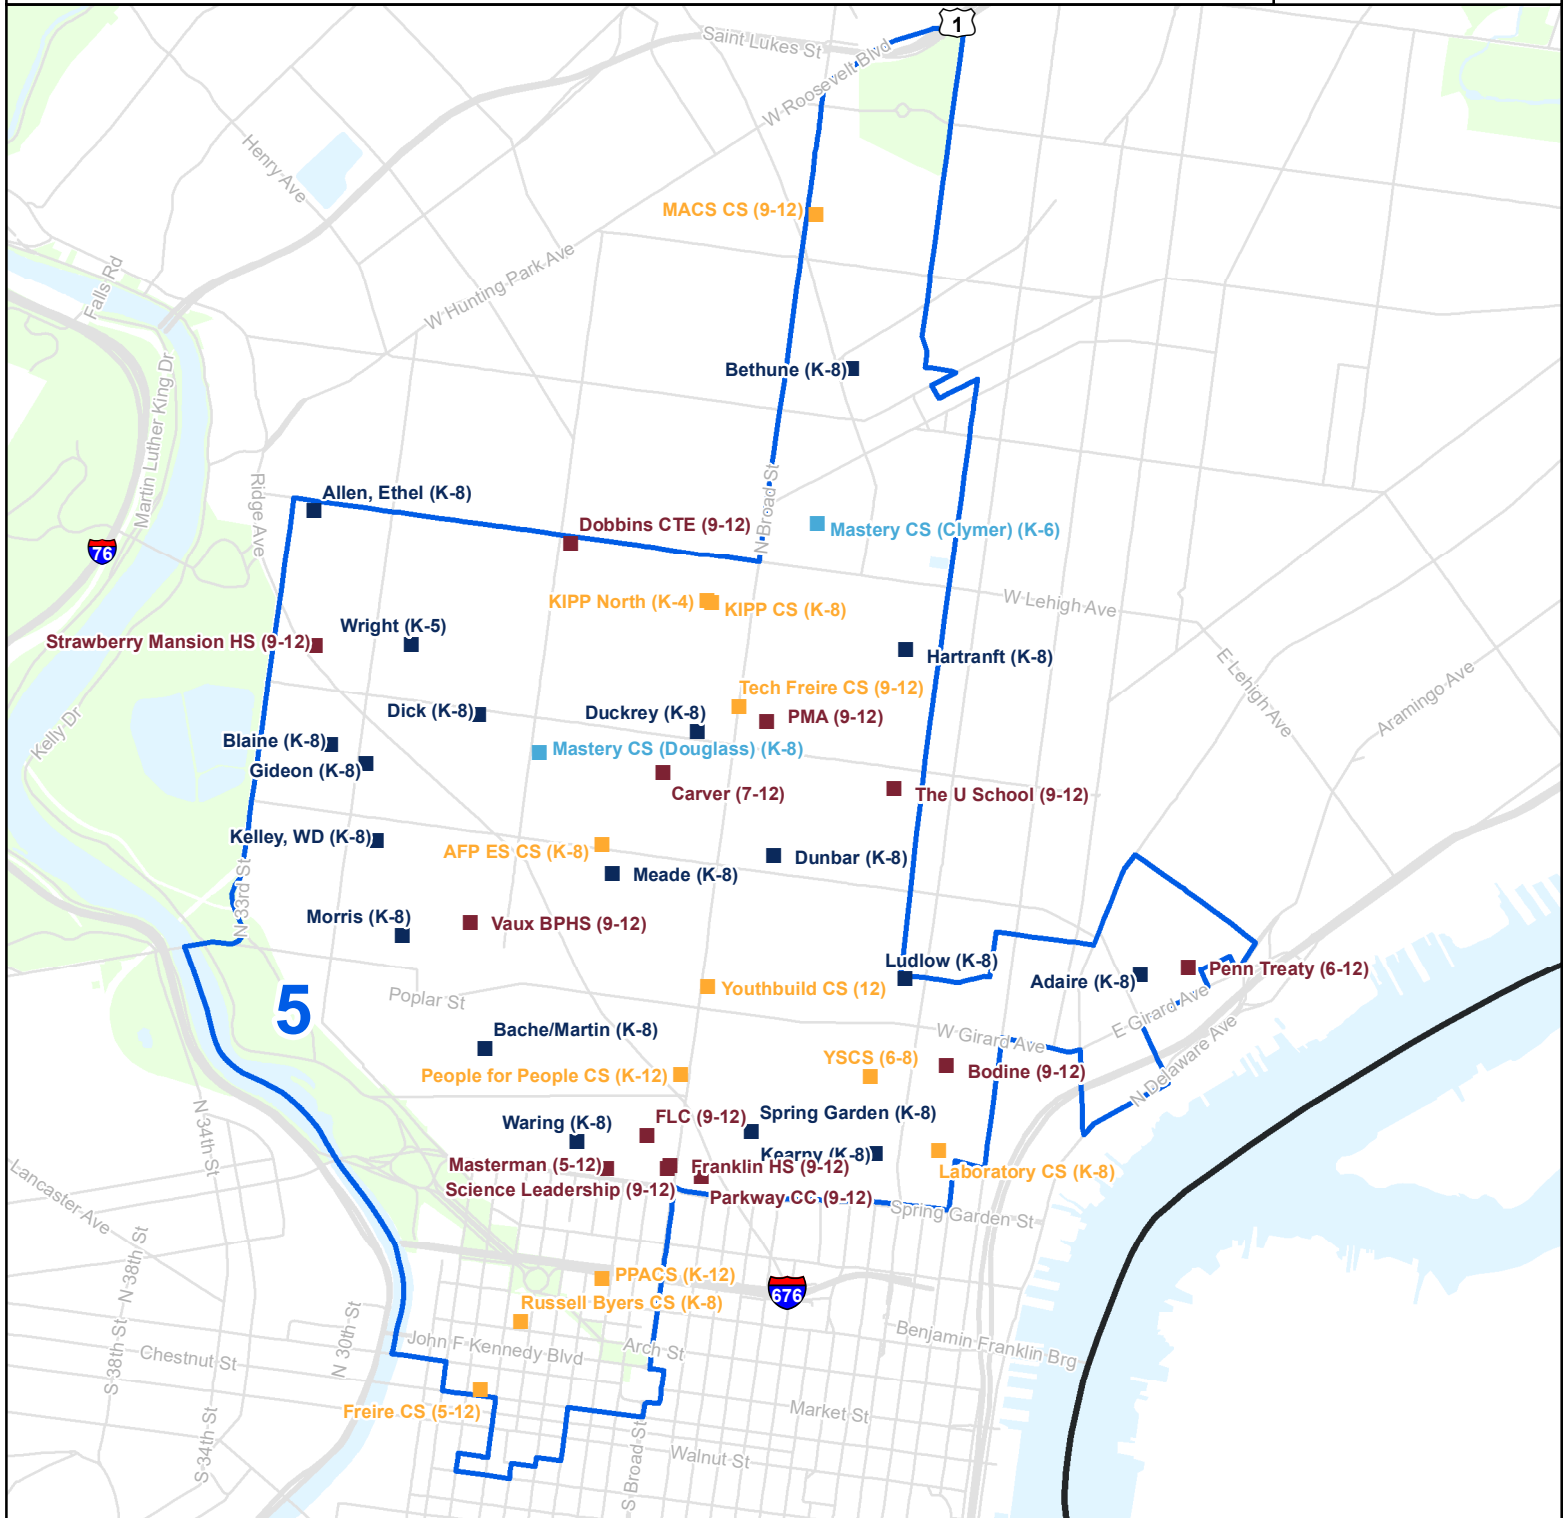 1
Saint Lukes St
W Roosevelt Blvd
Henry Ave
MACS CS (9-12)
Falls Rd
W Hunting Park Ave
Martin Luther King Dr
Bethune (K-8)
Ridge Ave
Allen, Ethel (K-8)
N Broad St
Dobbins CTE (9-12)
Mastery CS (Clymer) (K-6)
76
KIPP North (K-4)
KIPP CS (K-8)
W Lehigh Ave
Wright (K-5)
Strawberry Mansion HS (9-12)
Hartranft (K-8)
E Lehigh Ave
Aramingo Ave
Tech Freire CS (9-12)
Dick (K-8)
Duckrey (K-8)
PMA (9-12)
Kelly Dr
Blaine (K-8)
Mastery CS (Douglass) (K-8)
Gideon (K-8)
Carver (7-12)
The U School (9-12)
Kelley, WD (K-8)
AFP ES CS (K-8)
Dunbar (K-8)
Meade (K-8)
N 33rd St
Morris (K-8)
Vaux BPHS (9-12)
Ludlow (K-8)
Penn Treaty (6-12)
Adaire (K-8)
Youthbuild CS (12)
5
Poplar St
E Girard Ave
Bache/Martin (K-8)
W Girard Ave
N Delaware Ave
YSCS (6-8)
People for People CS (K-12)
Bodine (9-12)
N 34th St
FLC (9-12)
Spring Garden (K-8)
Waring (K-8)
Kearny (K-8)
Masterman (5-12)
Franklin HS (9-12)
Laboratory CS (K-8)
Science Leadership (9-12)
Parkway CC (9-12)
Lancaster Ave
Spring Garden St
N 38th St
PPACS (K-12)
676
Russell Byers CS (K-8)
N 30th St
John F Kennedy Blvd
Arch St
Benjamin Franklin Brg
Chestnut St
S 38th St
Freire CS (5-12)
Market St
S 34th St
Walnut St
S Broad St